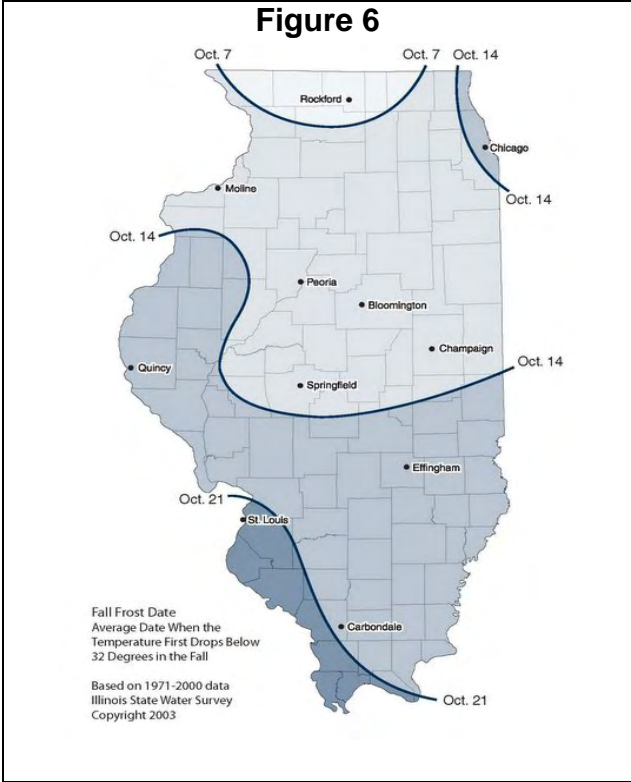 Figure 6
Oct. 7
Oct. 7
Oct. 14
Rockford
Chicago
Moline
Oct. 14
Oct. 14
Peoria
Bloomington
Champaign
Oct. 14
Quincy
Springfield
Effingham
Oct. 21
St. Louis
Carbondale
Oct. 21
Fall Frost Date
Average Date When the
Temperature First Drops Below
32 Degrees in the Fall
Based on 1971-2000 data
Illinois State Water Survey
Copyright 2003